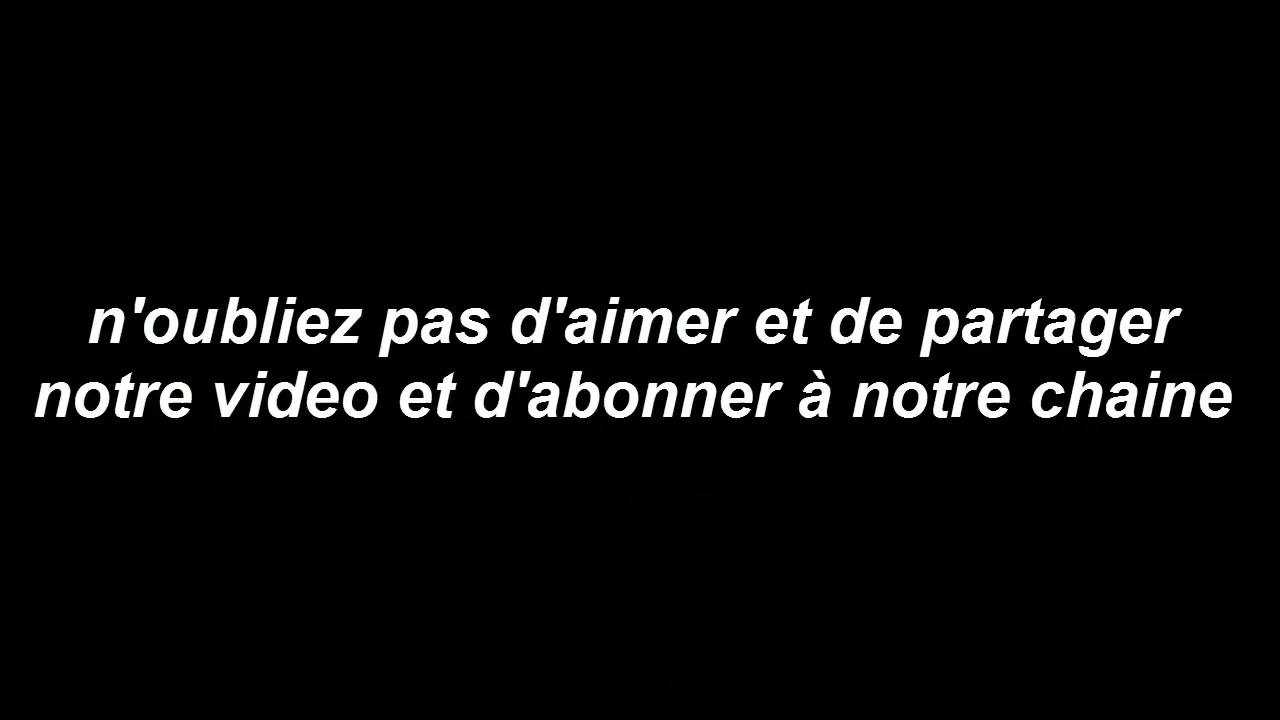 n'oubliez pas d'aimer et de partager
notre video et d'abonner à notre chaine